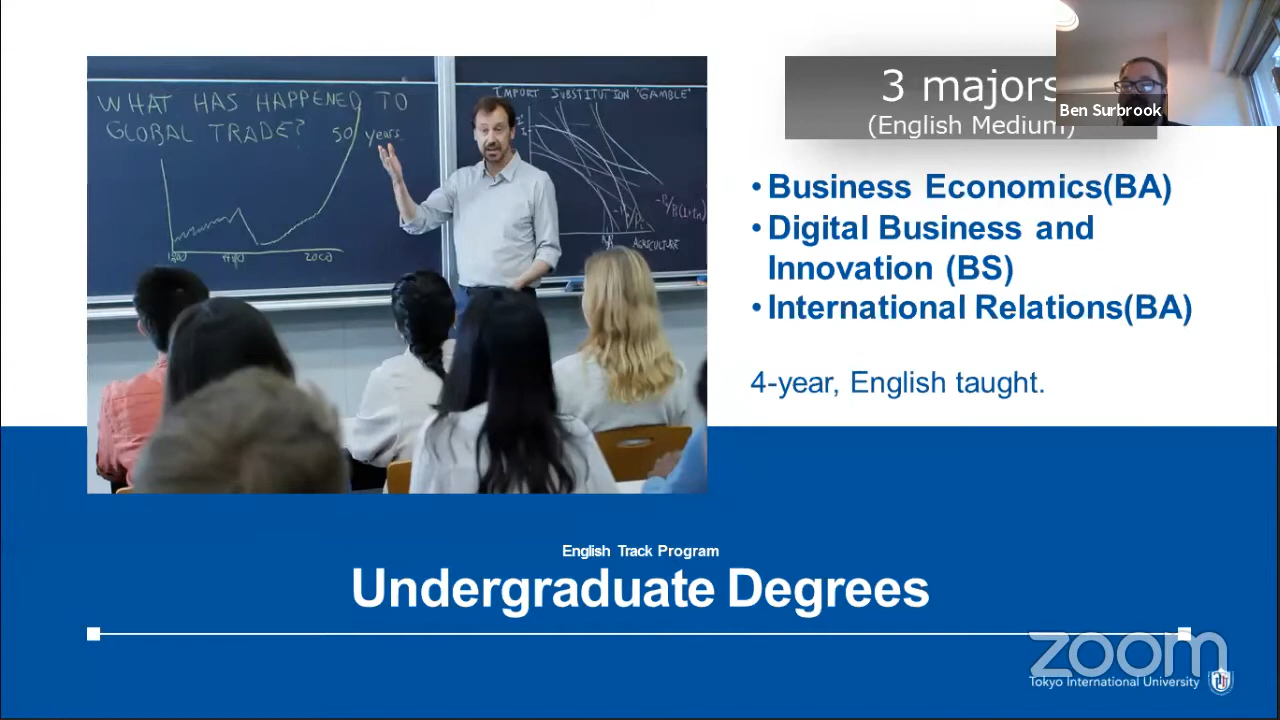 WHAT HAS HAPPENED TO
GLOBAL TRADE? 50 years
IMPORT SUBSTITUTION "GAMBLE"
2000
AGRICULTURE
3 majors
(English Medium)
Ben Surbrook
•Business Economics(BA)
•Digital Business and
Innovation (BS)
•International Relations(BA)
4-year, English taught.
English Track Program
Undergraduate Degrees
zoom
Tokyo International University